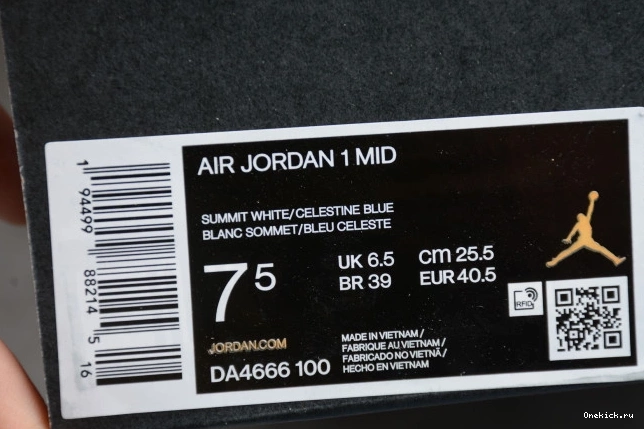 AIR JORDAN 1 MID
SUMMIT WHITE/CELESTINE BLUE
BLANC SOMMET/BLEU CELESTE
7 5
UK 6.5 cm 25.5
BR 39 EUR 40.5
RFID
JORDAN.COM
DA4666 100
MADE IN VIETNAM /
FABRIQUE AU VIETNAM /
FABRICADO NO VIETNÃ /
HECHO EN VIETNAM
1 94499 88214 5 16
Onekick.ru